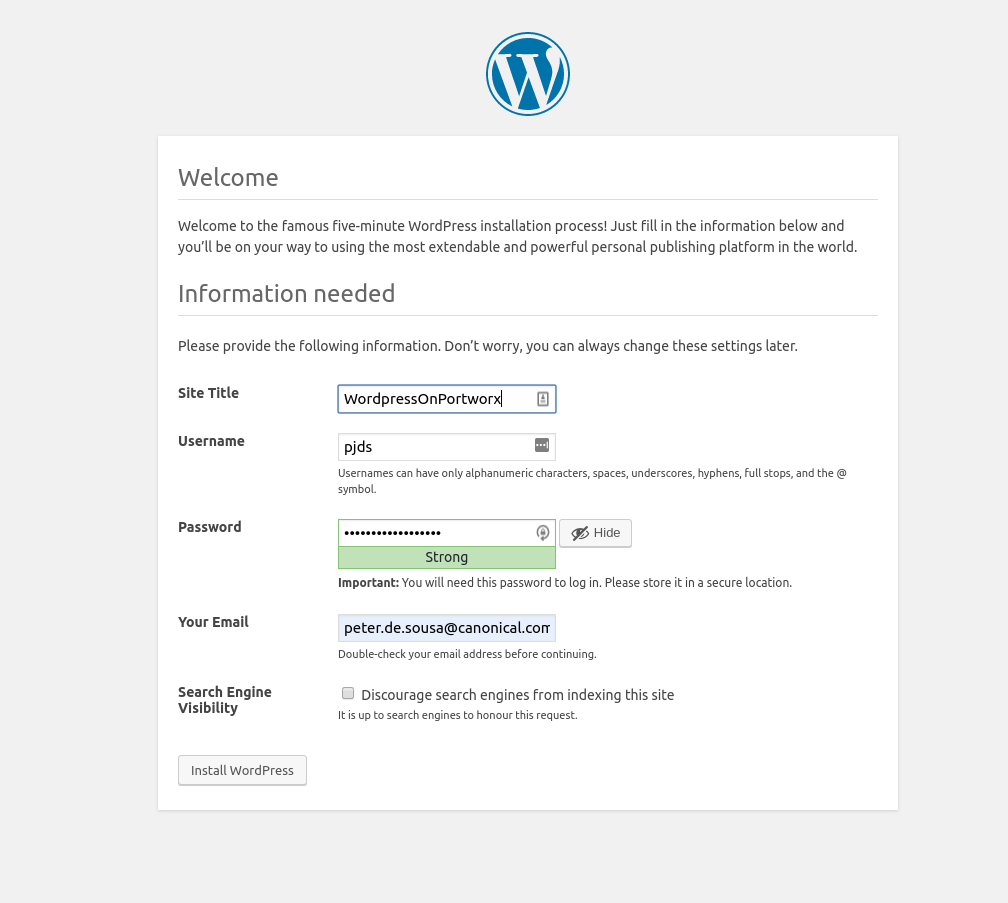 Welcome
Welcome to the famous five-minute WordPress installation process! Just fill in the information below and
you’ll be on your way to using the most extendable and powerful personal publishing platform in the world.
Information needed
Please provide the following information. Don’t worry, you can always change these settings later.
Site Title
WordpressOnPortworx
Username
pjds
Usernames can have only alphanumeric characters, spaces, underscores, hyphens, full stops, and the @
symbol.
Password
••••••••••••••••••
Hide
Strong
Important: You will need this password to log in. Please store it in a secure location.
Your Email
peter.de.sousa@canonical.com
Double-check your email address before continuing.
Search Engine
Visibility
Discourage search engines from indexing this site
It is up to search engines to honour this request.
Install WordPress